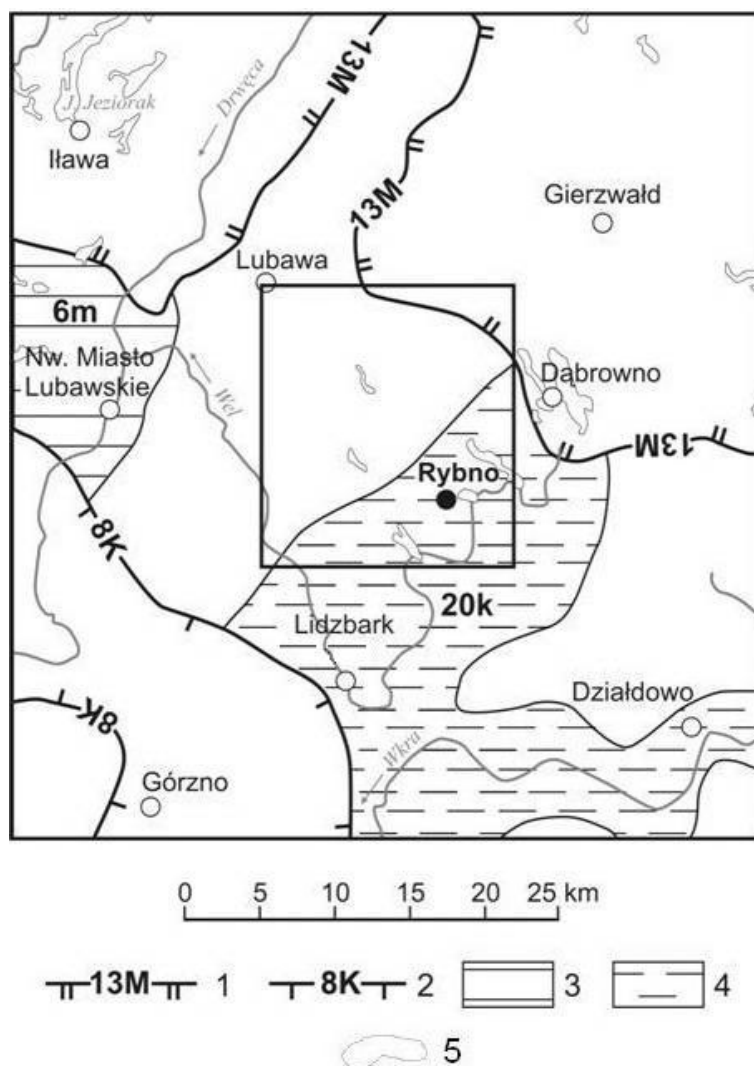 13M
Drwęca
J. Jeziorak
Iława
13M
Gierzwałd
Lubawa
6m
Nw. Miasto
Lubawskie
Wel
Dąbrowno
13M
Rybno
8K
20k
Lidzbark
Działdowo
8K
Wkra
Górzno
0 5 10 15 20 25 km
13M 1 8K 2 3 4
5